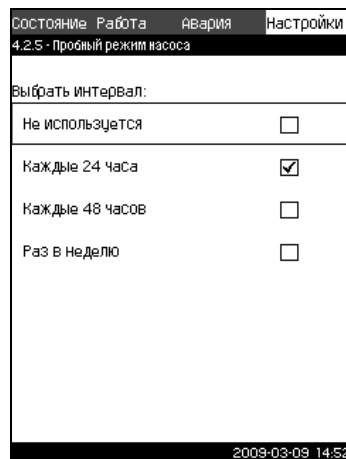 Состояние Работа Авария Настройки
4.2.5 - Пробный режим насоса
Выбрать интервал:
Не используется
Каждые 24 часа
Каждые 48 часов
Раз в неделю
2009-03-09 14:52